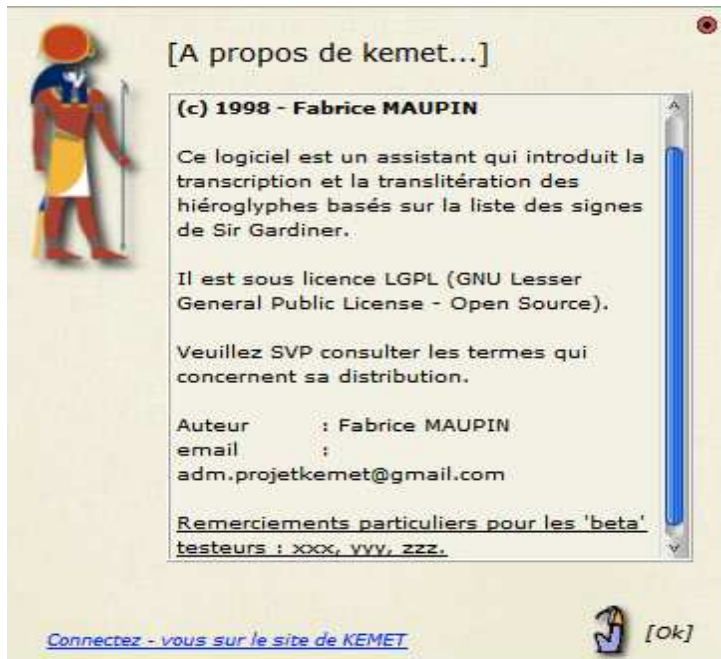 [A propos de kemet...]
(c) 1998 - Fabrice MAUPIN
Ce logiciel est un assistant qui introduit la
transcription et la translitération des
hiéroglyphes basés sur la liste des signes
de Sir Gardiner.
Il est sous licence LGPL (GNU Lesser
General Public License - Open Source).
Veuillez SVP consulter les termes qui
concernent sa distribution.
Auteur : Fabrice MAUPIN
email :
adm.projetkemet@gmail.com
Remerciements particuliers pour les 'beta'
testeurs : xxx, yyy, zzz.
Connectez - vous sur le site de KEMET
[Ok]